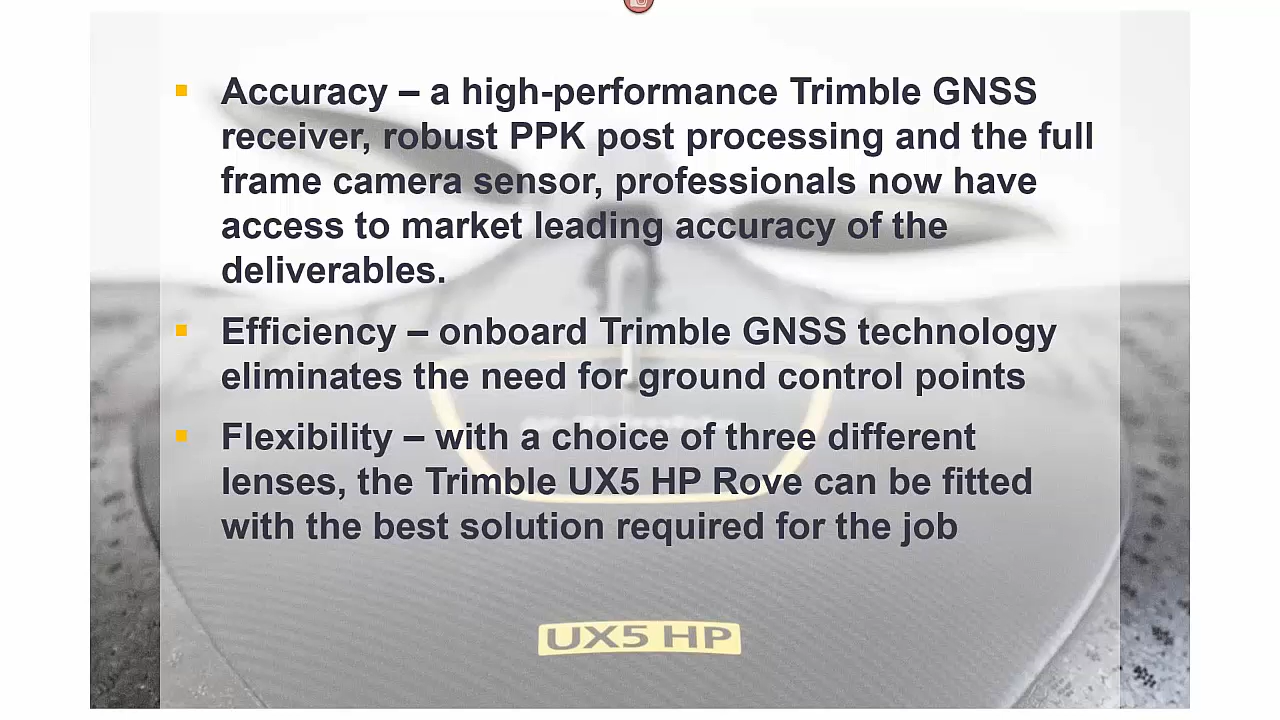 Accuracy – a high-performance Trimble GNSS
receiver, robust PPK post processing and the full
frame camera sensor, professionals now have
access to market leading accuracy of the
deliverables.
Efficiency – onboard Trimble GNSS technology
eliminates the need for ground control points
Flexibility – with a choice of three different
lenses, the Trimble UX5 HP Rove can be fitted
with the best solution required for the job
UX5 HP